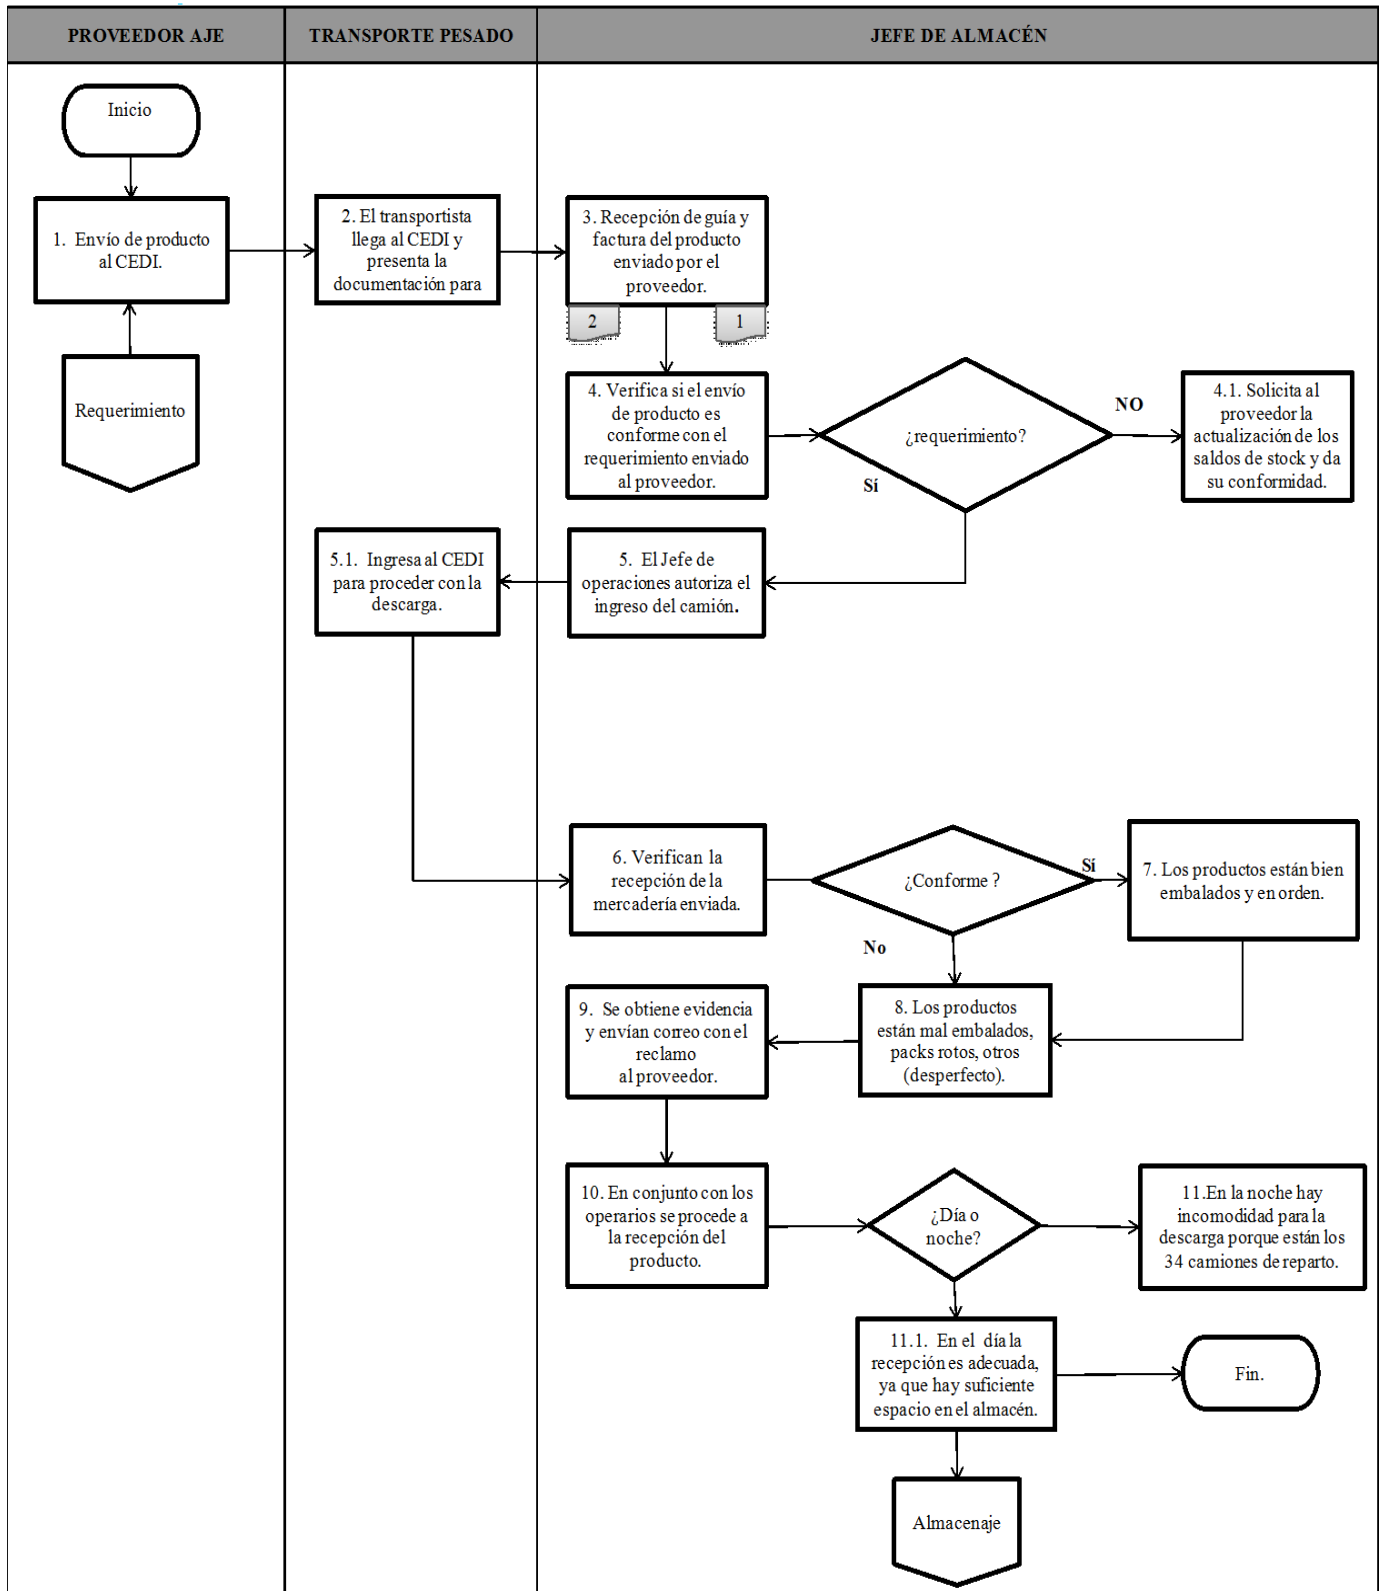 PROVEEDOR AJE
TRANSPORTE PESADO
JEFE DE ALMACÉN
Inicio
1. Envío de producto
al CEDI.
2. El transportista
llega al CEDI y
presenta la
documentación para
3. Recepción de guía y
factura del producto
enviado por el
proveedor.
2
1
Requerimiento
4. Verifica si el envío
de producto es
conforme con el
requerimiento enviado
al proveedor.
¿requerimiento?
NO
Sí
4.1. Solicita al
proveedor la
actualización de los
saldos de stock y da
su conformidad.
5.1. Ingresa al CEDI
para proceder con la
descarga.
5. El Jefe de
operaciones autoriza el
ingreso del camión.
6. Verifican la
recepción de la
mercadería enviada.
¿Conforme ?
Sí
No
7. Los productos están bien
embalados y en orden.
9. Se obtiene evidencia
y envían correo con el
reclamo
al proveedor.
8. Los productos
están mal embalados,
packs rotos, otros
(desperfecto).
10. En conjunto con los
operarios se procede a
la recepción del
producto.
¿Día o
noche?
11.En la noche hay
incomodidad para la
descarga porque están los
34 camiones de reparto.
11.1. En el día la
recepción es adecuada,
ya que hay suficiente
espacio en el almacén.
Fin.
Almacenaje